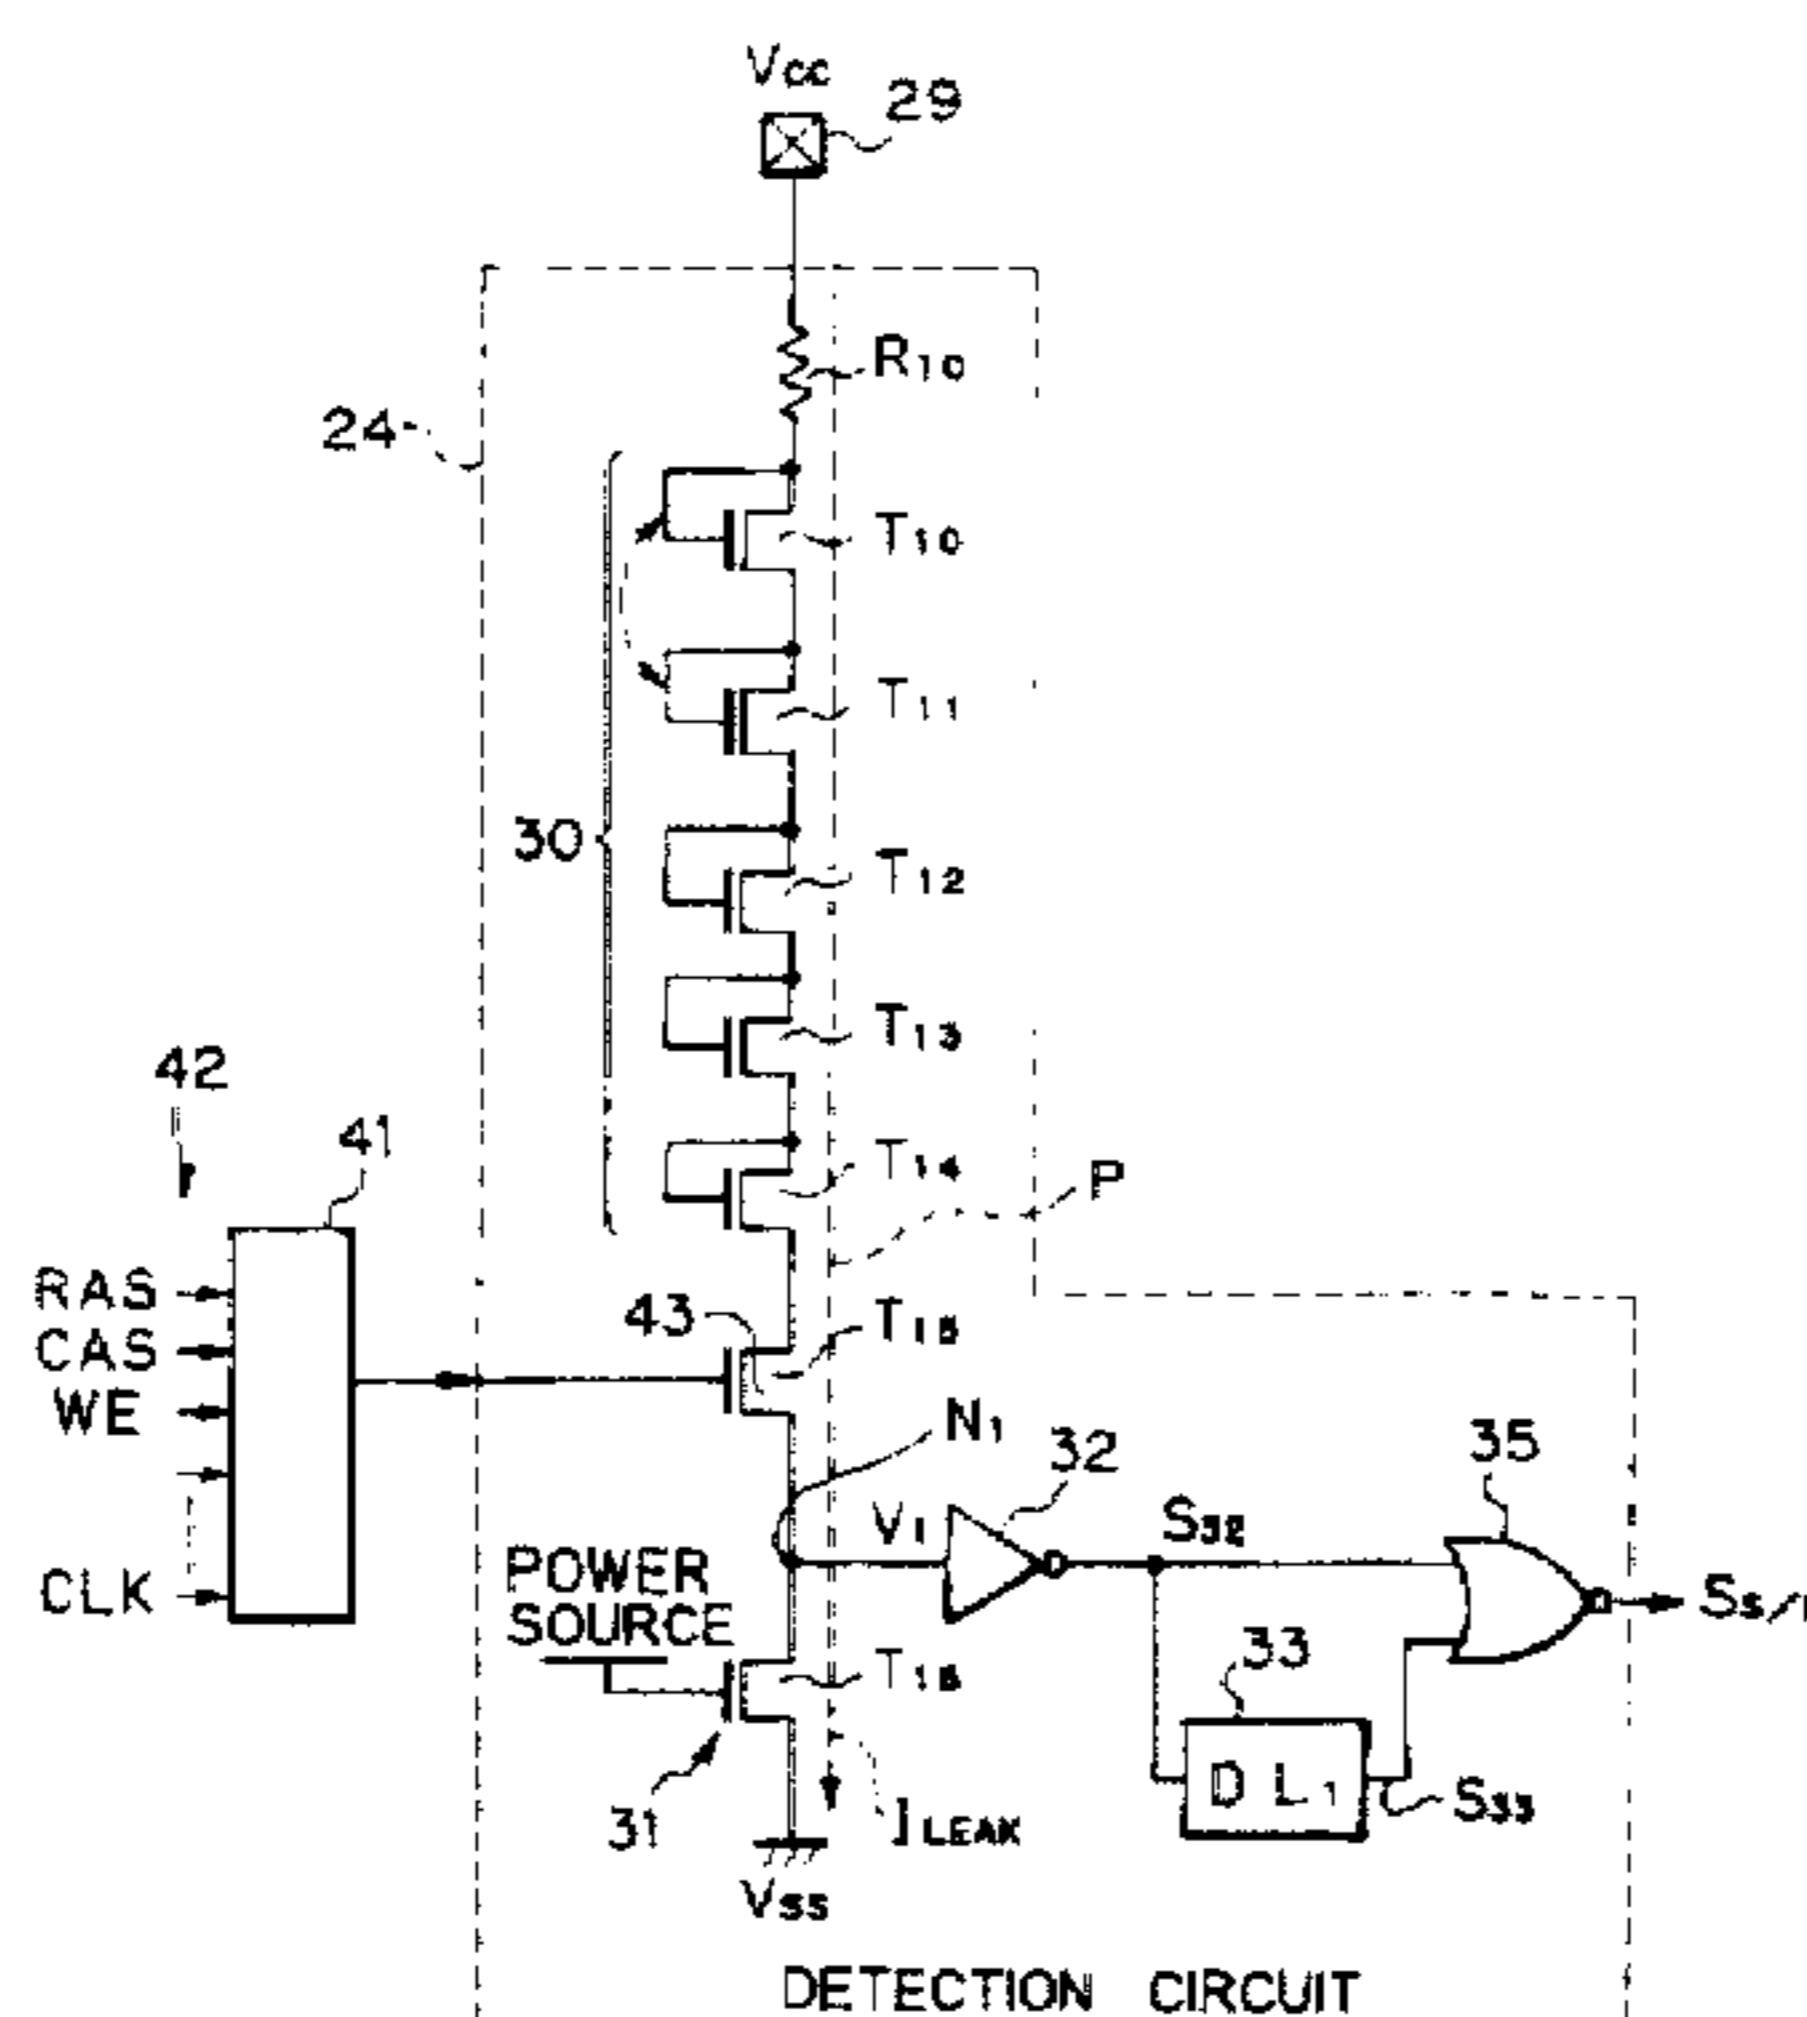 Vcc
29
R10
24
T10
T11
30
T12
T13
42
41
T14
P
RAS
43
T15
CAS
WE
N1
32
35
V1
S32
POWER
SOURCE
CLK
33
T16
DL1
S33
31
ILEAK
Vss
DETECTION CIRCUIT